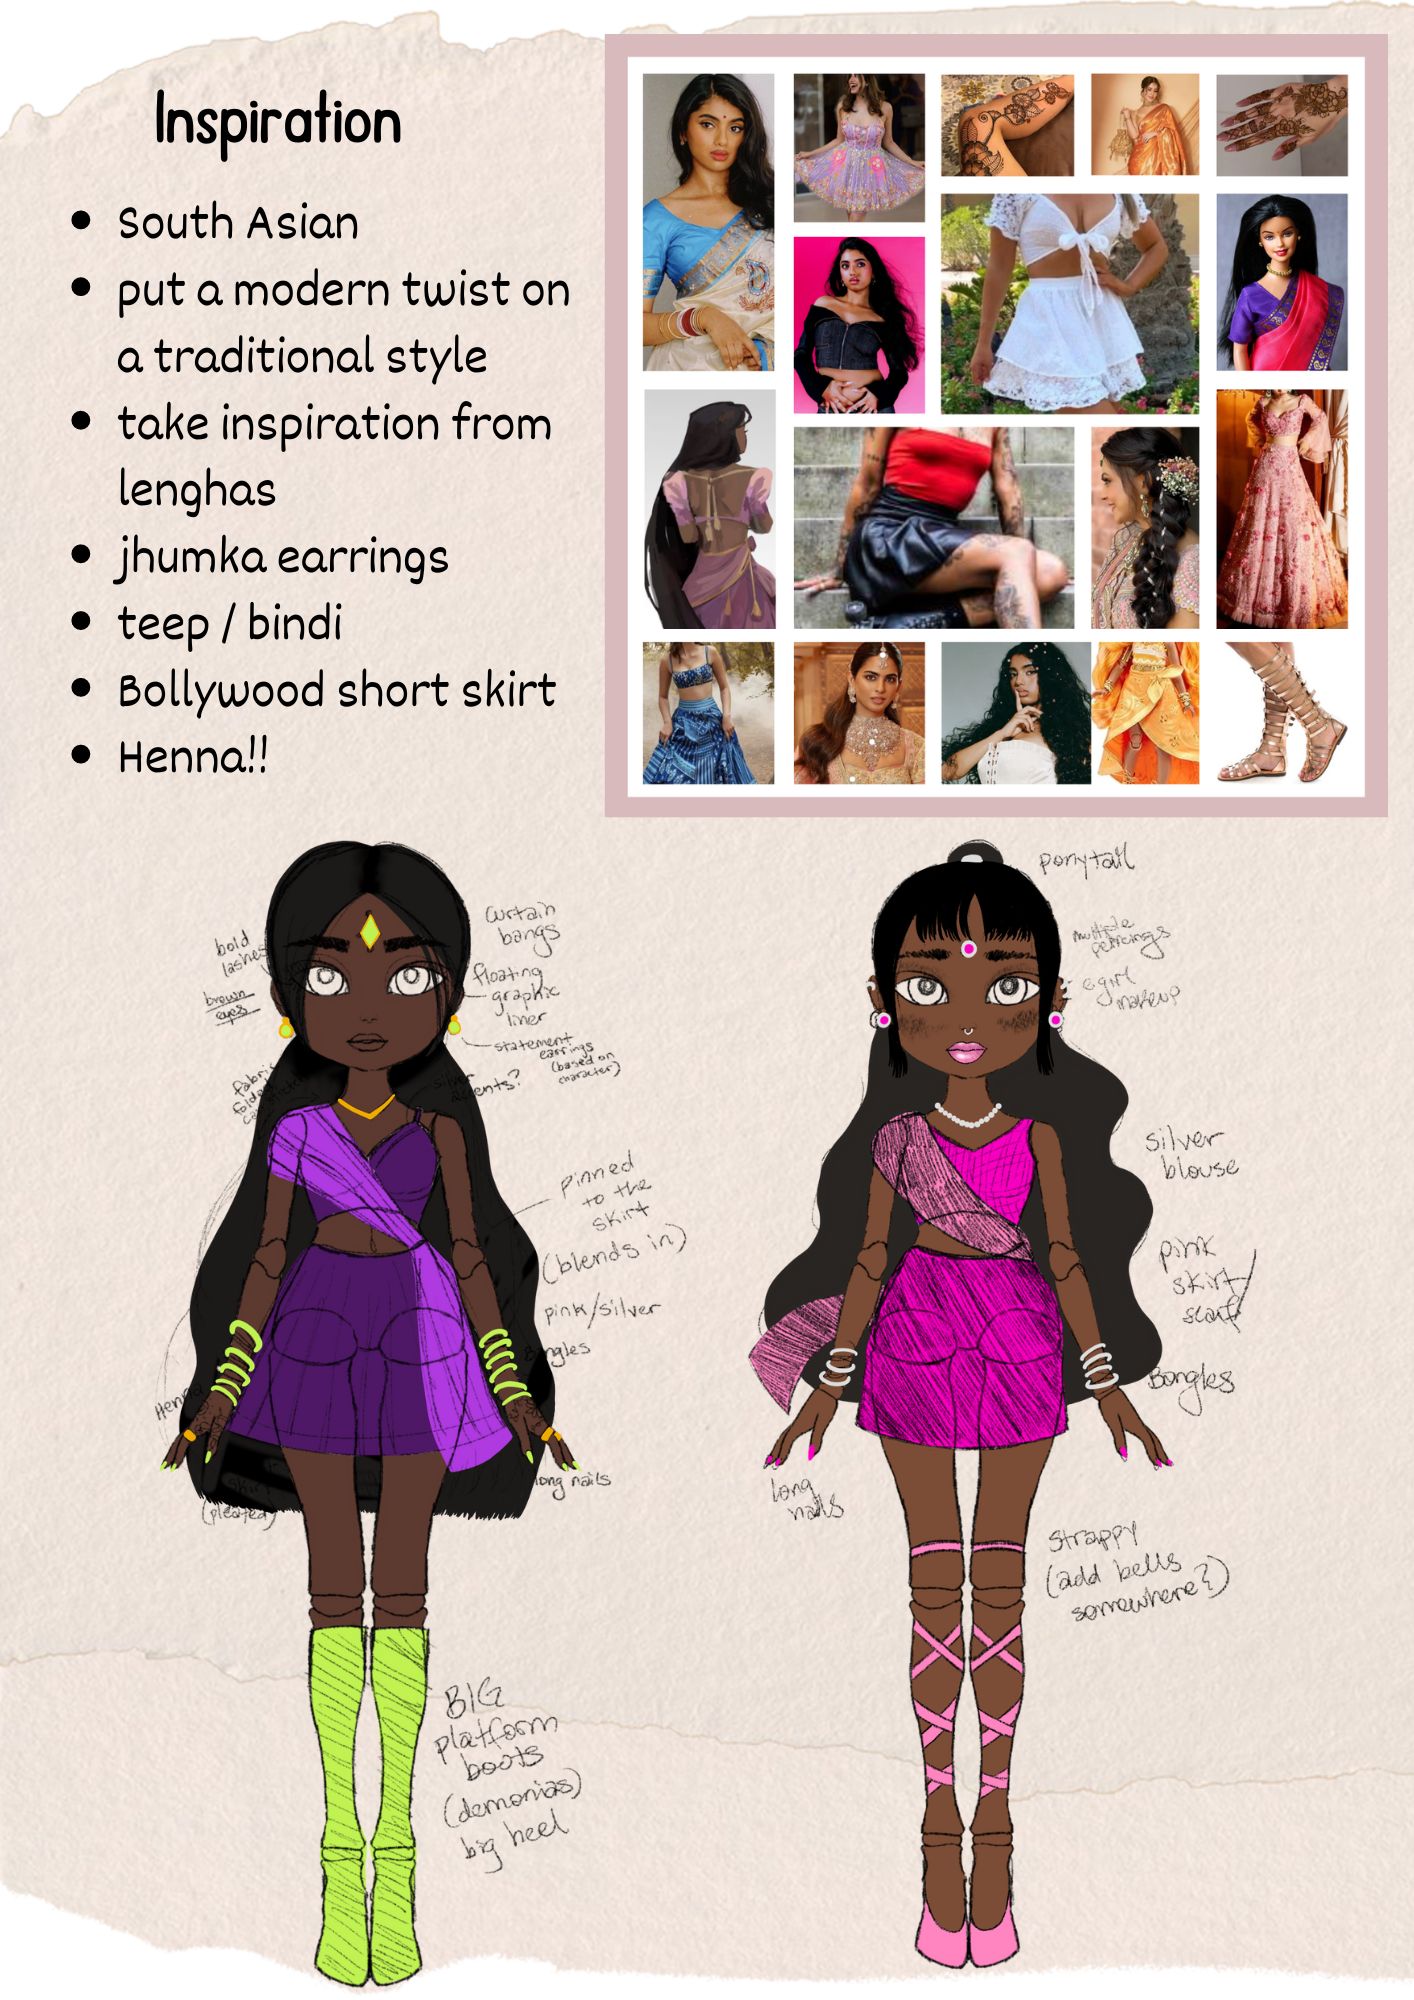 Inspiration
South Asian
put a modern twist on
a traditional style
take inspiration from
lenghas
jhumka earrings
teep / bindi
Bollywood short skirt
Henna!!
bold
lashes
brown
eyes
curtain
bangs
floating
graphic
liner
statement
earrings
(based on
character)
fabric
folded
silver
accents?
pinned
to the
skirt
(blends in)
pink/silver
Bangles
Henna
long nails
skirt
(pleated)
BIG
platform
boots
(demonias)
big heel
ponytail
multiple
peircings
egirl
makeup
silver
blouse
pink
skirt/
scarf
Bangles
long
nails
strappy
(add bells
somewhere?)